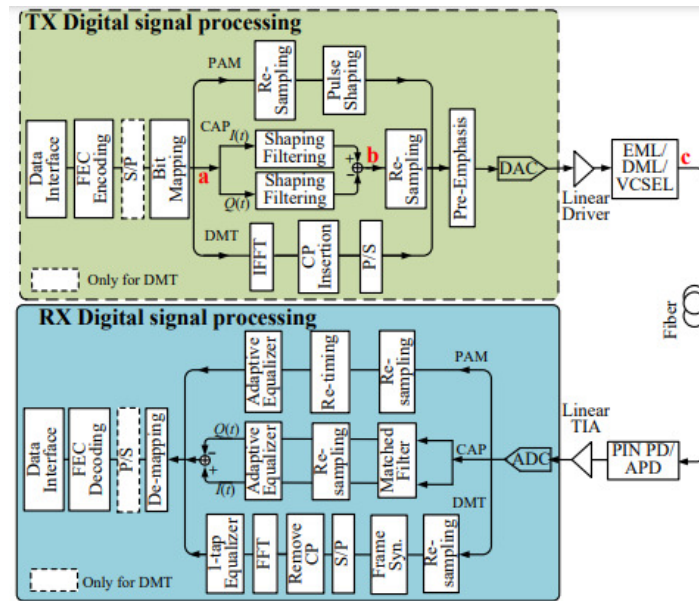 TX Digital signal processing
Data
Interface
FEC
Encoding
S/P
Bit
Mapping
a
PAM
Re-
Sampling
Pulse
Shaping
CAP
I(t)
Shaping
Filtering
Q(t)
Shaping
Filtering
+
−
b
Re-
Sampling
DMT
IFFT
CP
Insertion
P/S
Pre-Emphasis
DAC
Linear
Driver
EML/
DML/
VCSEL
c
Only for DMT
Fiber
RX Digital signal processing
Data
Interface
FEC
Decoding
P/S
De-mapping
Adaptive
Equalizer
Re-timing
Re-
sampling
PAM
Q(t)
I(t)
−
+
Adaptive
Equalizer
Re-
sampling
Matched
Filter
CAP
DMT
1-tap
Equalizer
FFT
Remove
CP
S/P
Frame
Syn.
Re-
sampling
ADC
Linear
TIA
PIN PD/
APD
Only for DMT